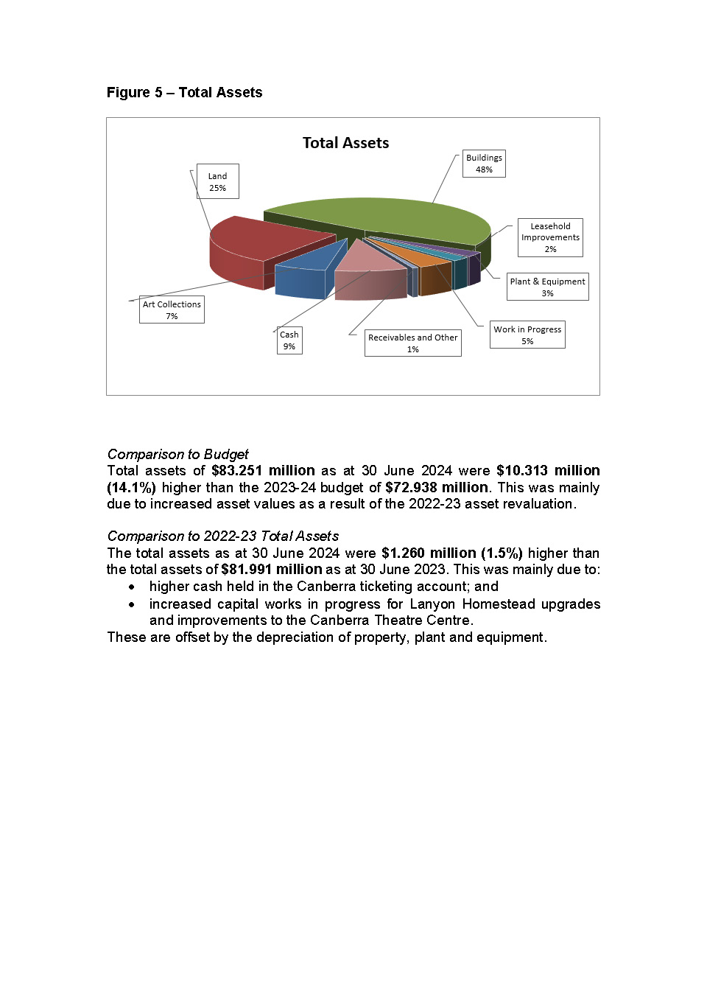 Figure 5 – Total Assets
Total Assets
Buildings
48%
Land
25%
Leasehold
Improvements
2%
Plant & Equipment
3%
Art Collections
7%
Work in Progress
5%
Cash
9%
Receivables and Other
1%
Comparison to Budget
Total assets of $83.251 million as at 30 June 2024 were $10.313 million
(14.1%) higher than the 2023-24 budget of $72.938 million. This was mainly
due to increased asset values as a result of the 2022-23 asset revaluation.
Comparison to 2022-23 Total Assets
The total assets as at 30 June 2024 were $1.260 million (1.5%) higher than
the total assets of $81.991 million as at 30 June 2023. This was mainly due to:
• higher cash held in the Canberra ticketing account; and
• increased capital works in progress for Lanyon Homestead upgrades
and improvements to the Canberra Theatre Centre.
These are offset by the depreciation of property, plant and equipment.